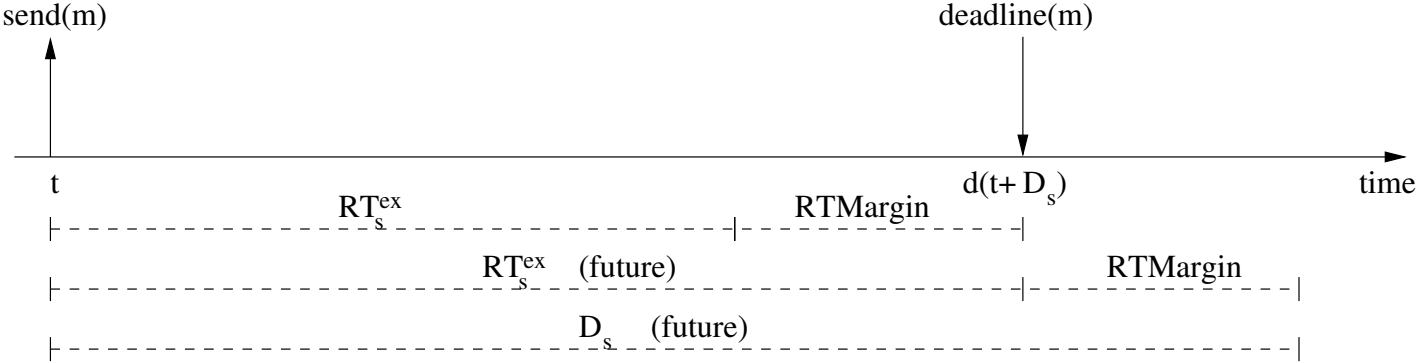 send(m) deadline(m)
t d(t+ D_s) time
RT_s^ex RTMargin
RT_s^ex (future) RTMargin
D_s (future)